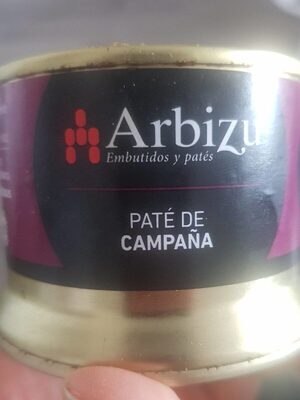 Arbizu
Embutidos y patés
PATÉ DE
CAMPAÑA